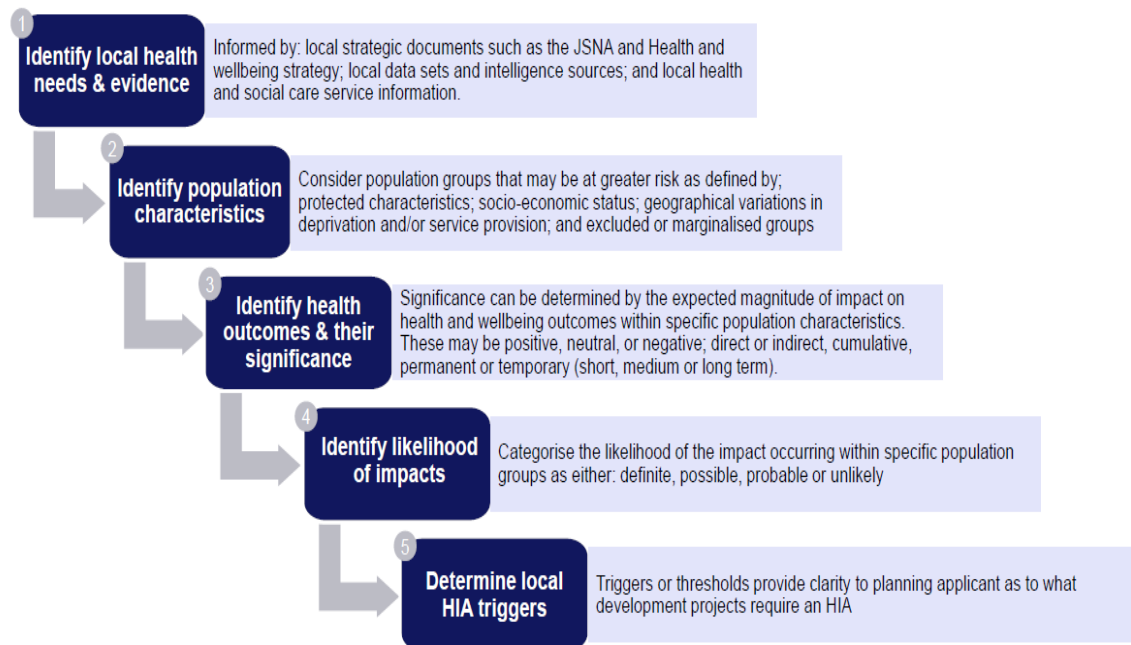 1
Identify local health
needs & evidence
Informed by: local strategic documents such as the JSNA and Health and
wellbeing strategy; local data sets and intelligence sources; and local health
and social care service information.
2
Identify population
characteristics
Consider population groups that may be at greater risk as defined by;
protected characteristics; socio-economic status; geographical variations in
deprivation and/or service provision; and excluded or marginalised groups
3
Identify health
outcomes & their
significance
Significance can be determined by the expected magnitude of impact on
health and wellbeing outcomes within specific population characteristics.
These may be positive, neutral, or negative; direct or indirect, cumulative,
permanent or temporary (short, medium or long term).
4
Identify likelihood
of impacts
Categorise the likelihood of the impact occurring within specific population
groups as either: definite, possible, probable or unlikely
5
Determine local
HIA triggers
Triggers or thresholds provide clarity to planning applicant as to what
development projects require an HIA